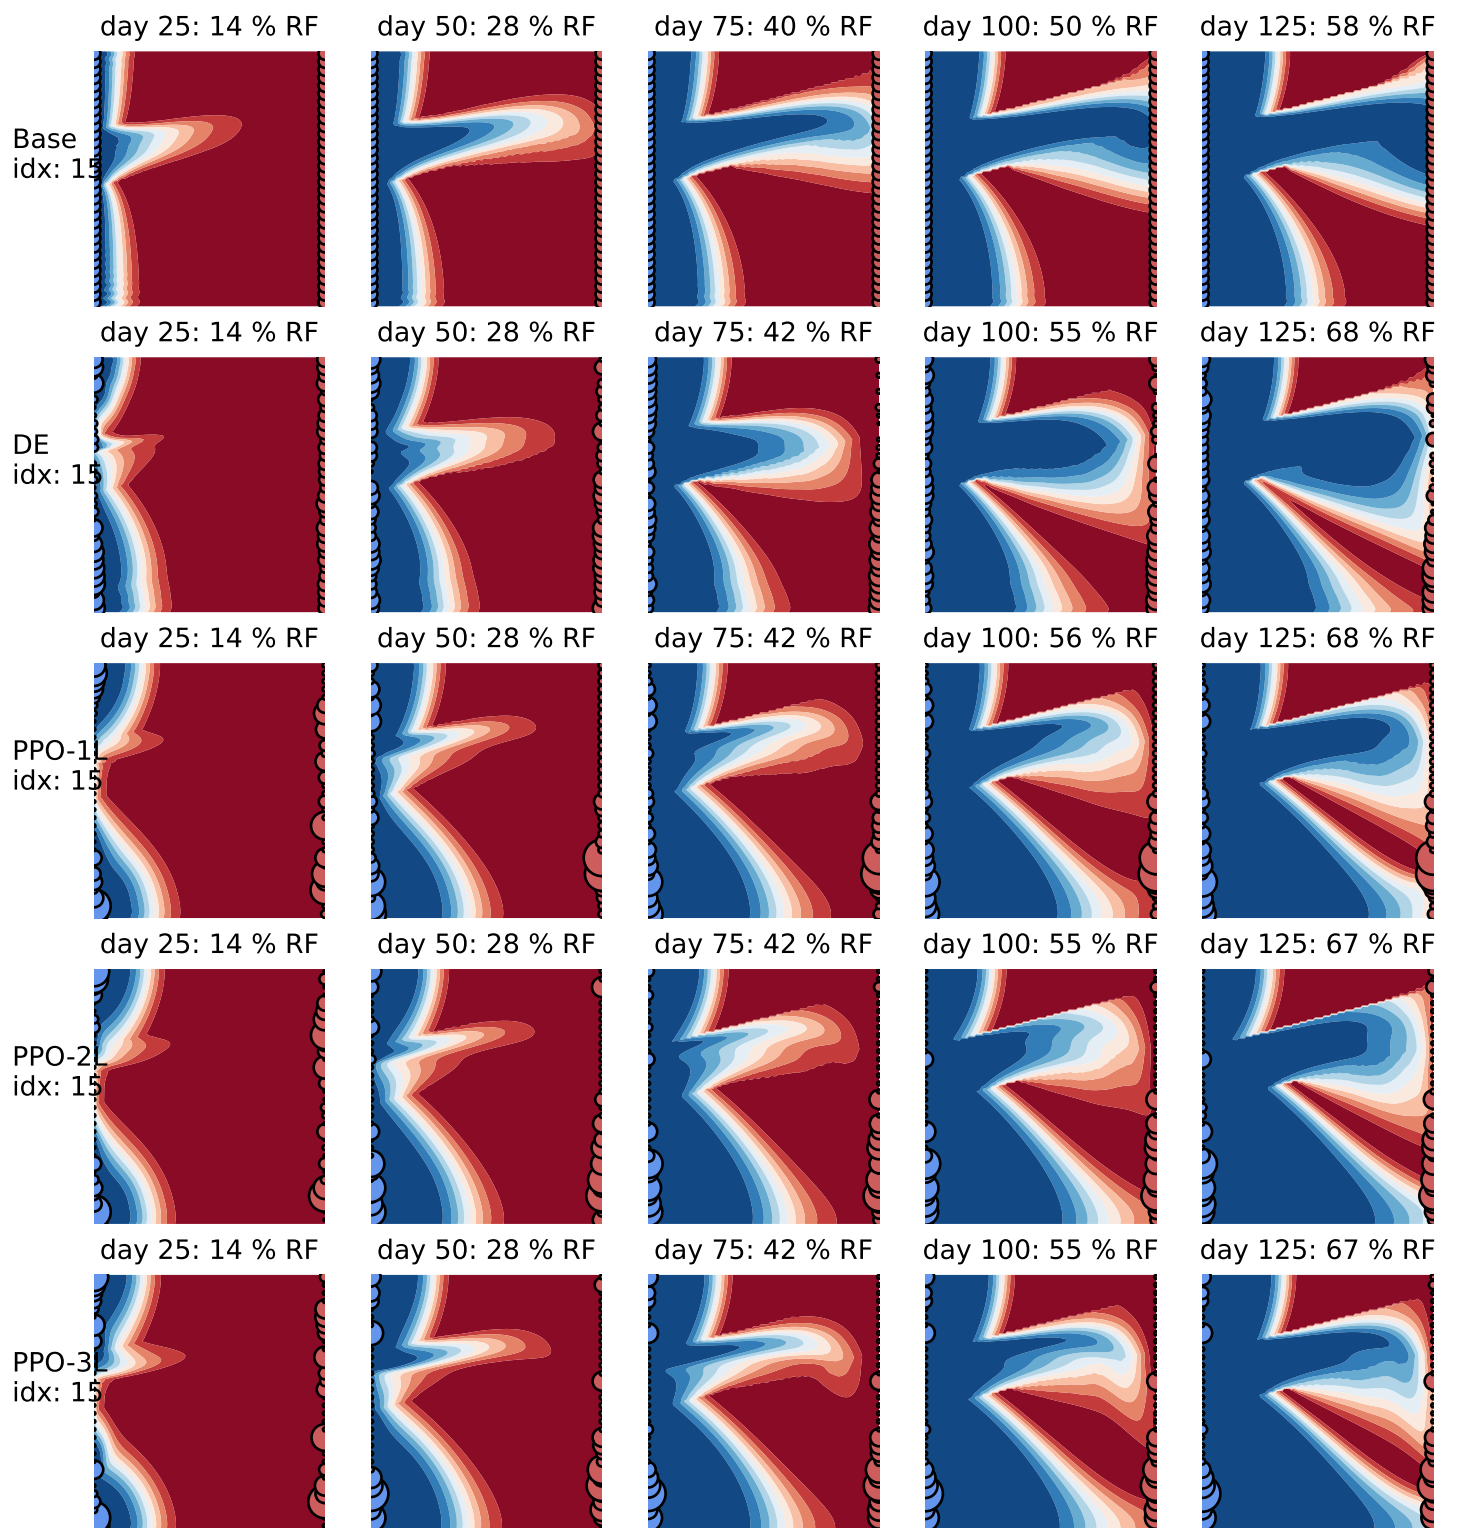 day 25: 14 % RF day 50: 28 % RF day 75: 40 % RF day 100: 50 % RF day 125: 58 % RF
Base
idx: 15
day 25: 14 % RF day 50: 28 % RF day 75: 42 % RF day 100: 55 % RF day 125: 68 % RF
DE
idx: 15
day 25: 14 % RF day 50: 28 % RF day 75: 42 % RF day 100: 56 % RF day 125: 68 % RF
PPO-1L
idx: 15
day 25: 14 % RF day 50: 28 % RF day 75: 42 % RF day 100: 55 % RF day 125: 67 % RF
PPO-2L
idx: 15
day 25: 14 % RF day 50: 28 % RF day 75: 42 % RF day 100: 55 % RF day 125: 67 % RF
PPO-3L
idx: 15